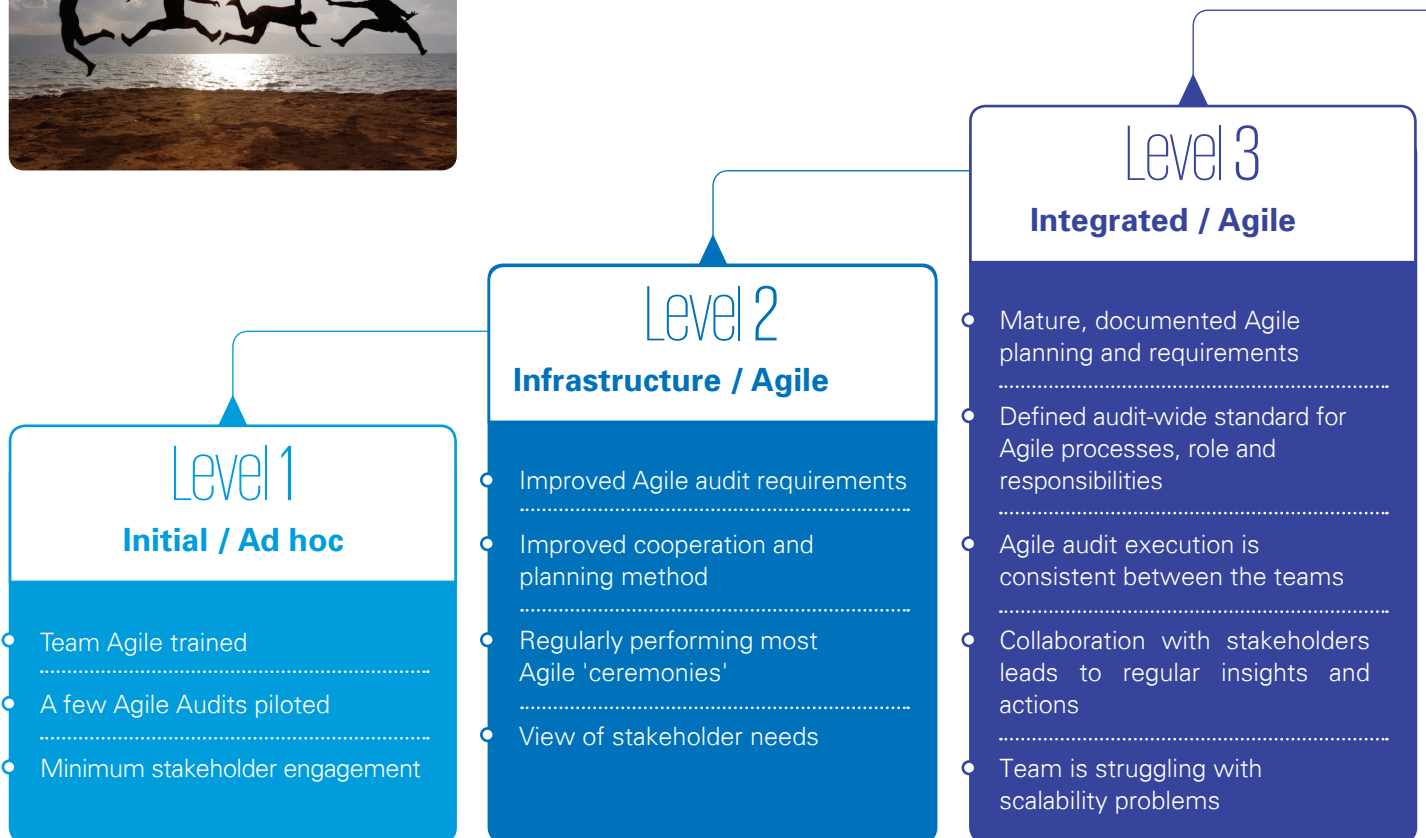 Level 1
Initial / Ad hoc
Team Agile trained
A few Agile Audits piloted
Minimum stakeholder engagement
Level 2
Infrastructure / Agile
Improved Agile audit requirements
Improved cooperation and
planning method
Regularly performing most
Agile 'ceremonies'
View of stakeholder needs
Level 3
Integrated / Agile
Mature, documented Agile
planning and requirements
Defined audit-wide standard for
Agile processes, role and
responsibilities
Agile audit execution is
consistent between the teams
Collaboration with stakeholders
leads to regular insights and
actions
Team is struggling with
scalability problems